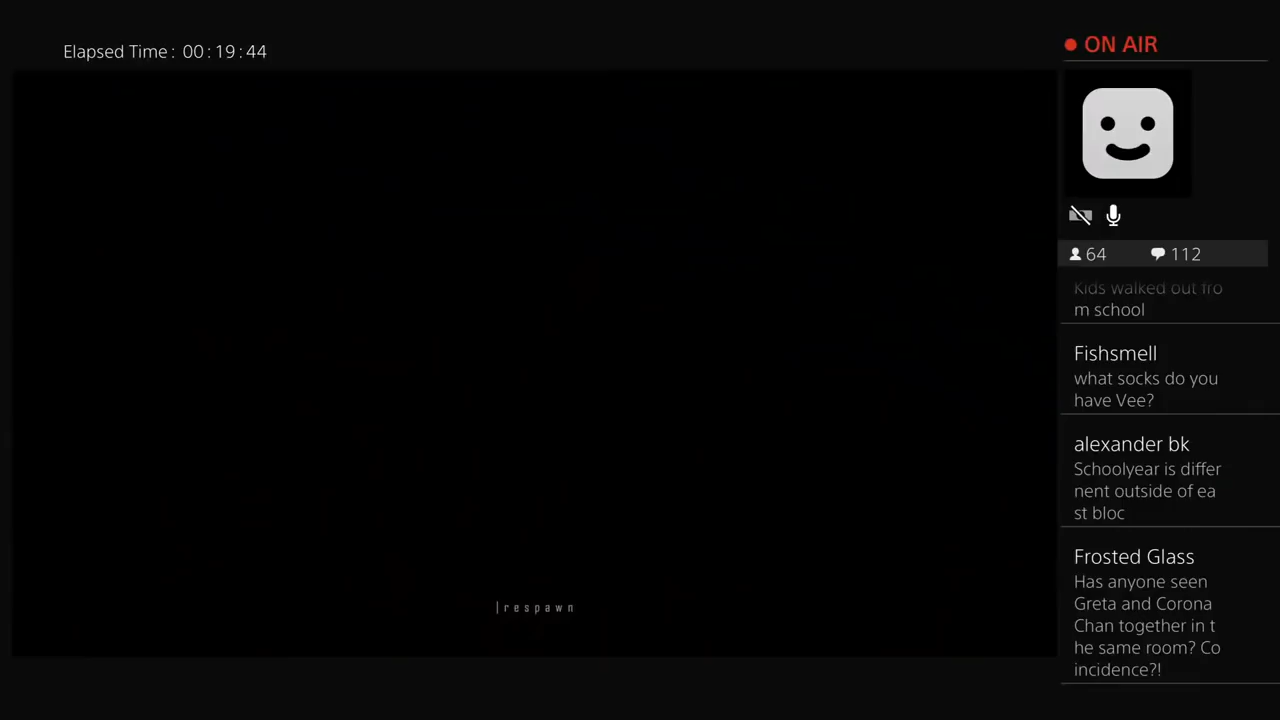 Elapsed Time: 00:19:44
ON AIR
64 112
Kids walked out fro
m school
Fishsmell
what socks do you
have Vee?
alexander bk
Schoolyear is differ
nent outside of ea
st bloc
Frosted Glass
Has anyone seen
Greta and Corona
Chan together in t
he same room? Co
incidence?!
|respawn